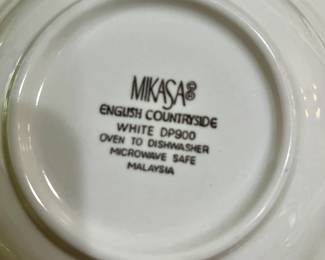 MIKASA®
ENGLISH COUNTRYSIDE
WHITE DP900
OVEN TO DISHWASHER
MICROWAVE SAFE
MALAYSIA